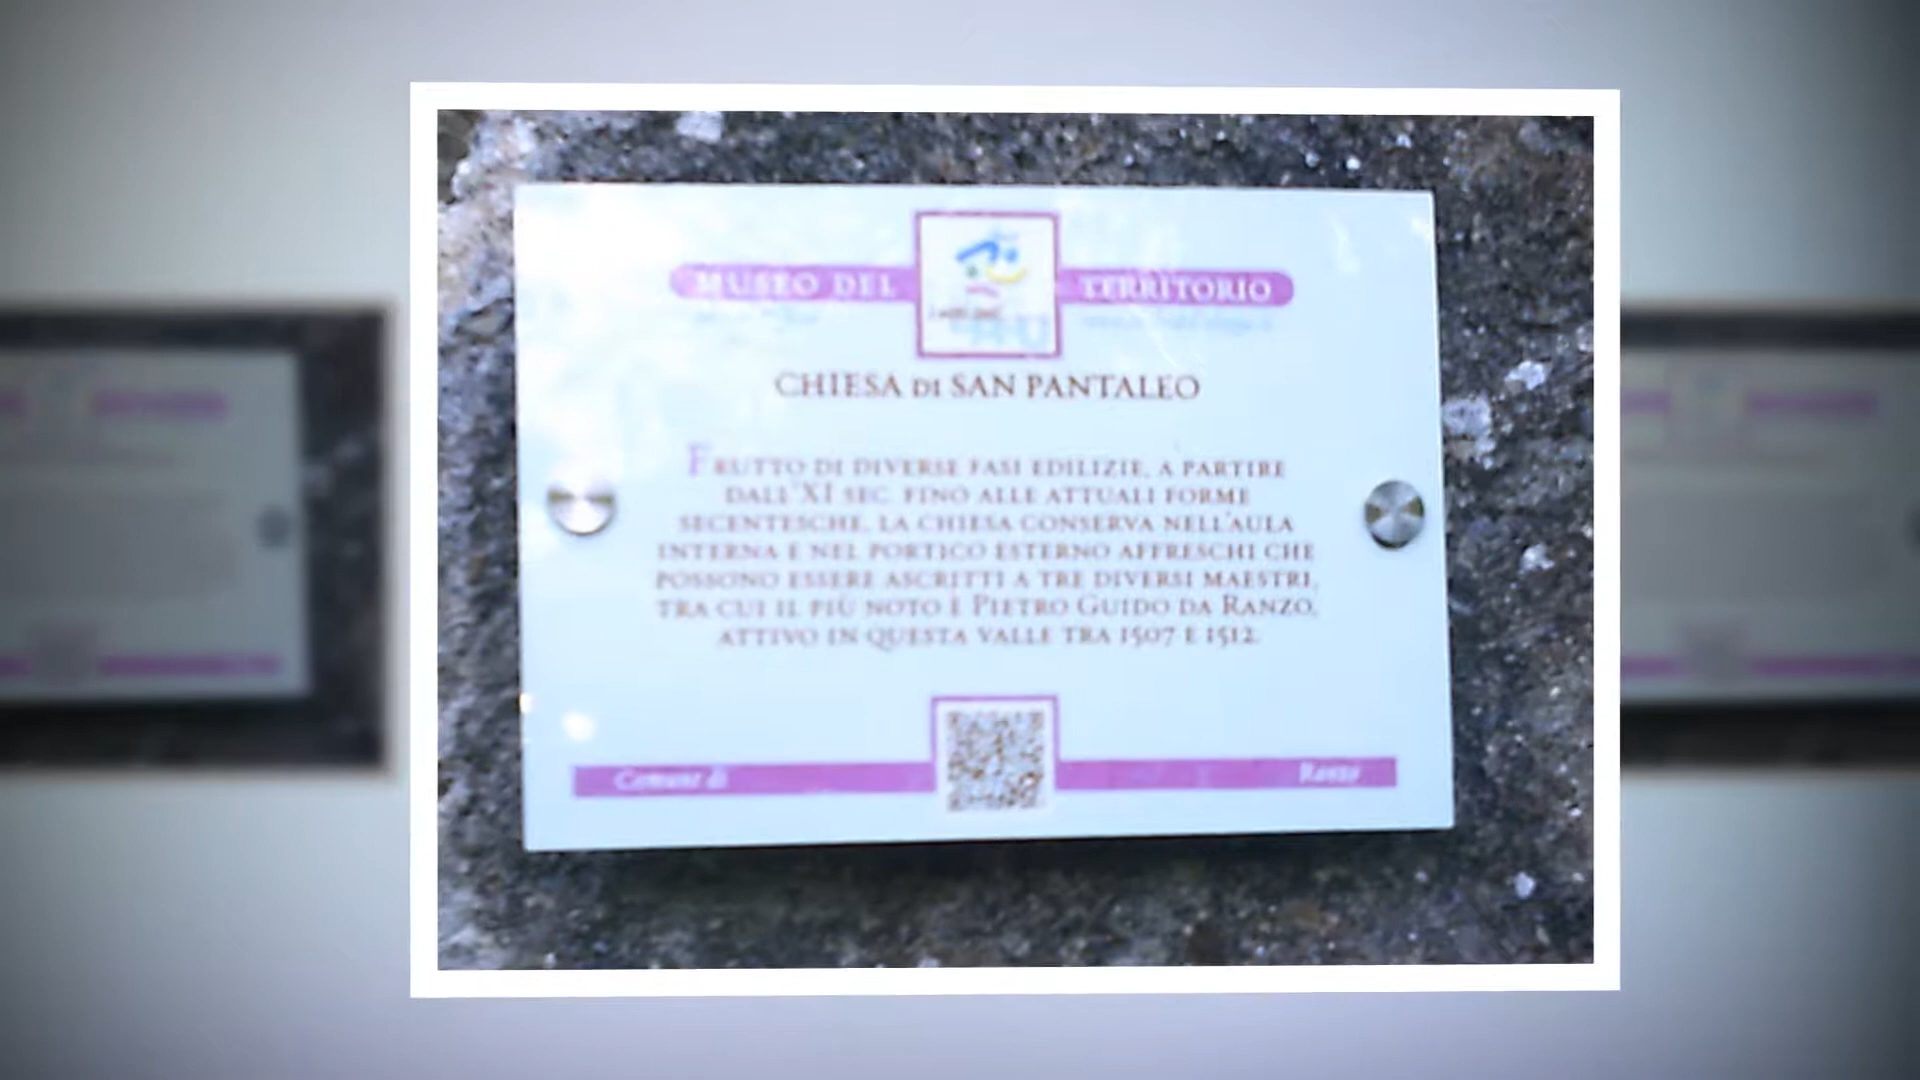 MUSEO DEL TERRITORIO
CHIESA di SAN PANTALEO
FRUTTO DI DIVERSE FASI EDILIZIE, A PARTIRE
DALL'XI SEC. FINO ALLE ATTUALI FORME
SECENTESCHE, LA CHIESA CONSERVA NELL'AULA
INTERNA E NEL PORTICO ESTERNO AFFRESCHI CHE
POSSONO ESSERE ASCRITTI A TRE DIVERSI MAESTRI,
TRA CUI IL PIÙ NOTO È PIETRO GUIDO DA RANZO,
ATTIVO IN QUESTA VALLE TRA 1507 E 1512.
Comune di Ranzo